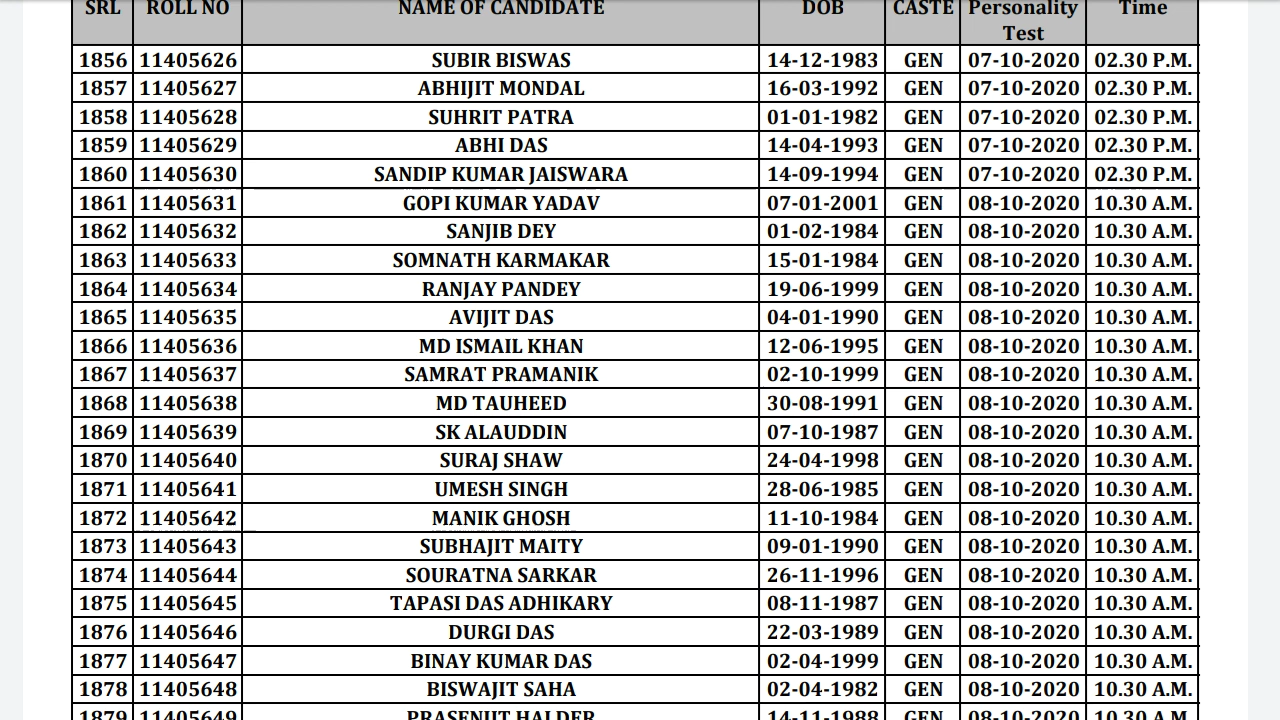 SRL ROLL NO NAME OF CANDIDATE DOB CASTE Personality Test Time
1856 11405626 SUBIR BISWAS 14-12-1983 GEN 07-10-2020 02.30 P.M.
1857 11405627 ABHIJIT MONDAL 16-03-1992 GEN 07-10-2020 02.30 P.M.
1858 11405628 SUHRIT PATRA 01-01-1982 GEN 07-10-2020 02.30 P.M.
1859 11405629 ABHI DAS 14-04-1993 GEN 07-10-2020 02.30 P.M.
1860 11405630 SANDIP KUMAR JAISWARA 14-09-1994 GEN 07-10-2020 02.30 P.M.
1861 11405631 GOPI KUMAR YADAV 07-01-2001 GEN 08-10-2020 10.30 A.M.
1862 11405632 SANJIB DEY 01-02-1984 GEN 08-10-2020 10.30 A.M.
1863 11405633 SOMNATH KARMAKAR 15-01-1984 GEN 08-10-2020 10.30 A.M.
1864 11405634 RANJAY PANDEY 19-06-1999 GEN 08-10-2020 10.30 A.M.
1865 11405635 AVIJIT DAS 04-01-1990 GEN 08-10-2020 10.30 A.M.
1866 11405636 MD ISMAIL KHAN 12-06-1995 GEN 08-10-2020 10.30 A.M.
1867 11405637 SAMRAT PRAMANIK 02-10-1999 GEN 08-10-2020 10.30 A.M.
1868 11405638 MD TAUHEED 30-08-1991 GEN 08-10-2020 10.30 A.M.
1869 11405639 SK ALAUDDIN 07-10-1987 GEN 08-10-2020 10.30 A.M.
1870 11405640 SURAJ SHAW 24-04-1998 GEN 08-10-2020 10.30 A.M.
1871 11405641 UMESH SINGH 28-06-1985 GEN 08-10-2020 10.30 A.M.
1872 11405642 MANIK GHOSH 11-10-1984 GEN 08-10-2020 10.30 A.M.
1873 11405643 SUBHAJIT MAITY 09-01-1990 GEN 08-10-2020 10.30 A.M.
1874 11405644 SOURATNA SARKAR 26-11-1996 GEN 08-10-2020 10.30 A.M.
1875 11405645 TAPASI DAS ADHIKARY 08-11-1987 GEN 08-10-2020 10.30 A.M.
1876 11405646 DURGI DAS 22-03-1989 GEN 08-10-2020 10.30 A.M.
1877 11405647 BINAY KUMAR DAS 02-04-1999 GEN 08-10-2020 10.30 A.M.
1878 11405648 BISWAJIT SAHA 02-04-1982 GEN 08-10-2020 10.30 A.M.
1879 11405649 PRASENJIT HALDER 14-11-1988 GEN 08-10-2020 10.30 A.M.